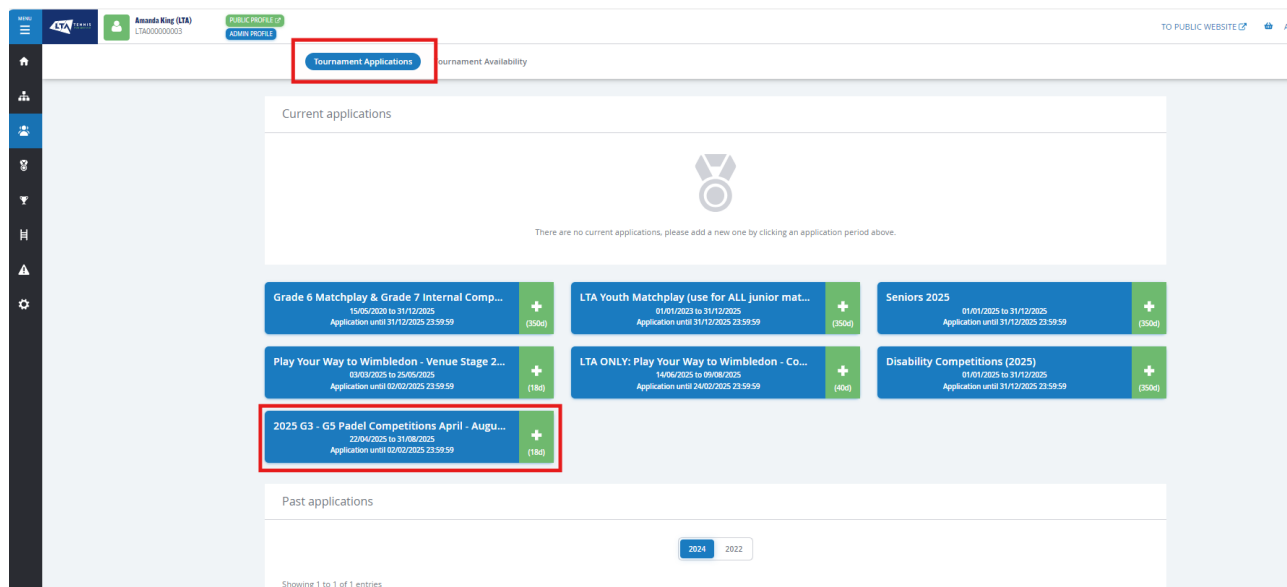 MENU
LTA TENNIS
Amanda King (LTA)
LTA000000003
PUBLIC PROFILE
ADMIN PROFILE
TO PUBLIC WEBSITE
A
Tournament Applications
ournament Availability
Current applications
There are no current applications, please add a new one by clicking an application period above.
Grade 6 Matchplay & Grade 7 Internal Comp...
15/05/2020 to 31/12/2025
Application until 31/12/2025 23:59:59
(350d)
LTA Youth Matchplay (use for ALL junior mat...
01/01/2023 to 31/12/2025
Application until 31/12/2025 23:59:59
(350d)
Seniors 2025
01/01/2025 to 31/12/2025
Application until 31/12/2025 23:59:59
(350d)
Play Your Way to Wimbledon - Venue Stage 2...
03/03/2025 to 25/05/2025
Application until 02/02/2025 23:59:59
(18d)
LTA ONLY: Play Your Way to Wimbledon - Co...
14/06/2025 to 09/08/2025
Application until 24/02/2025 23:59:59
(40d)
Disability Competitions (2025)
01/01/2025 to 31/12/2025
Application until 31/12/2025 23:59:59
(350d)
2025 G3 - G5 Padel Competitions April - Augu...
22/04/2025 to 31/08/2025
Application until 02/02/2025 23:59:59
(18d)
Past applications
2024
2022
Showing 1 to 1 of 1 entries